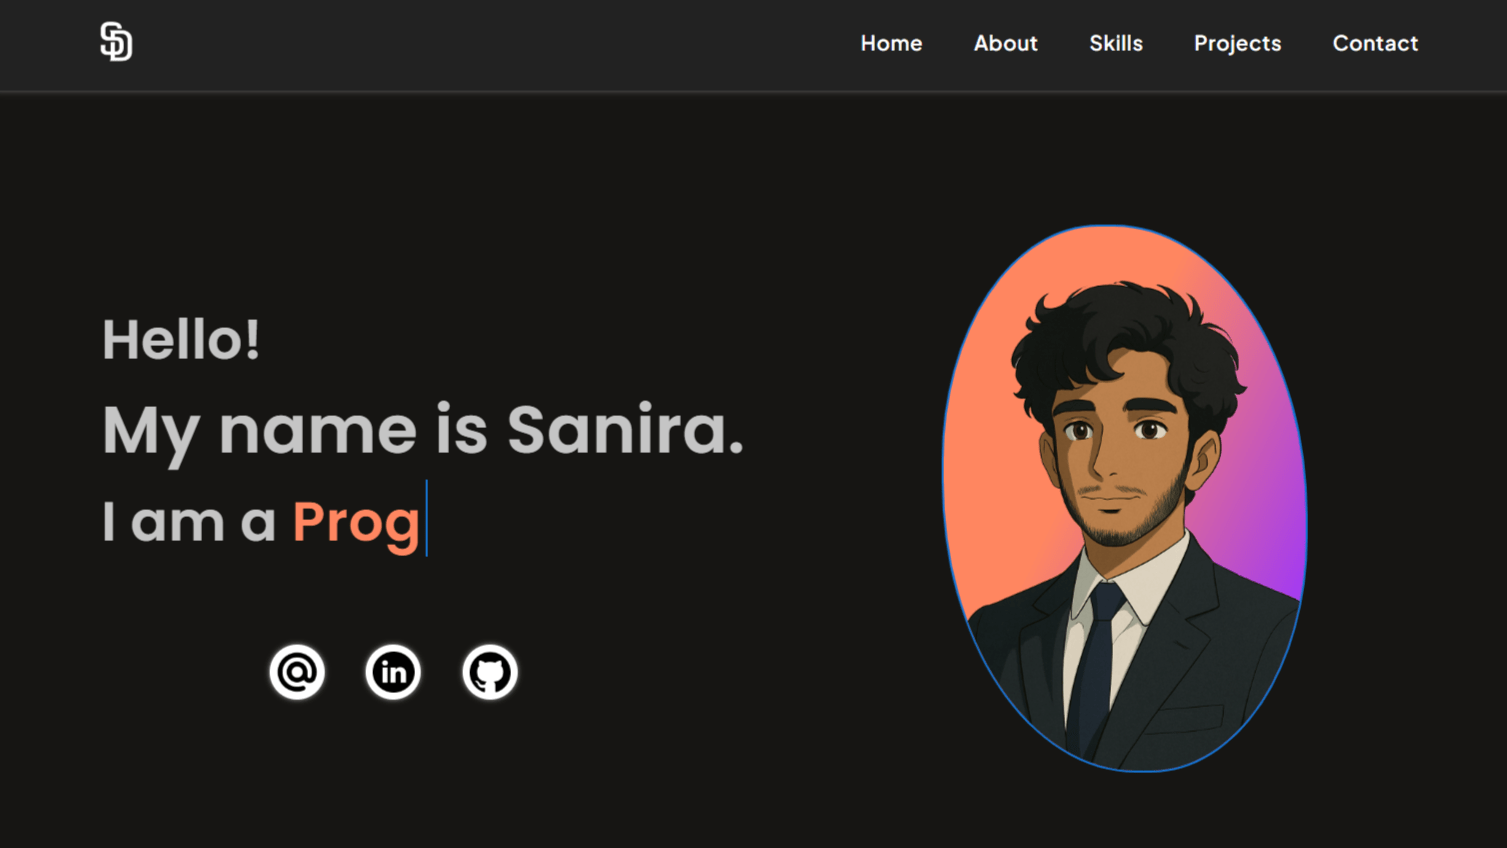 SD
Home About Skills Projects Contact
Hello!
My name is Sanira.
I am a Prog
@
in